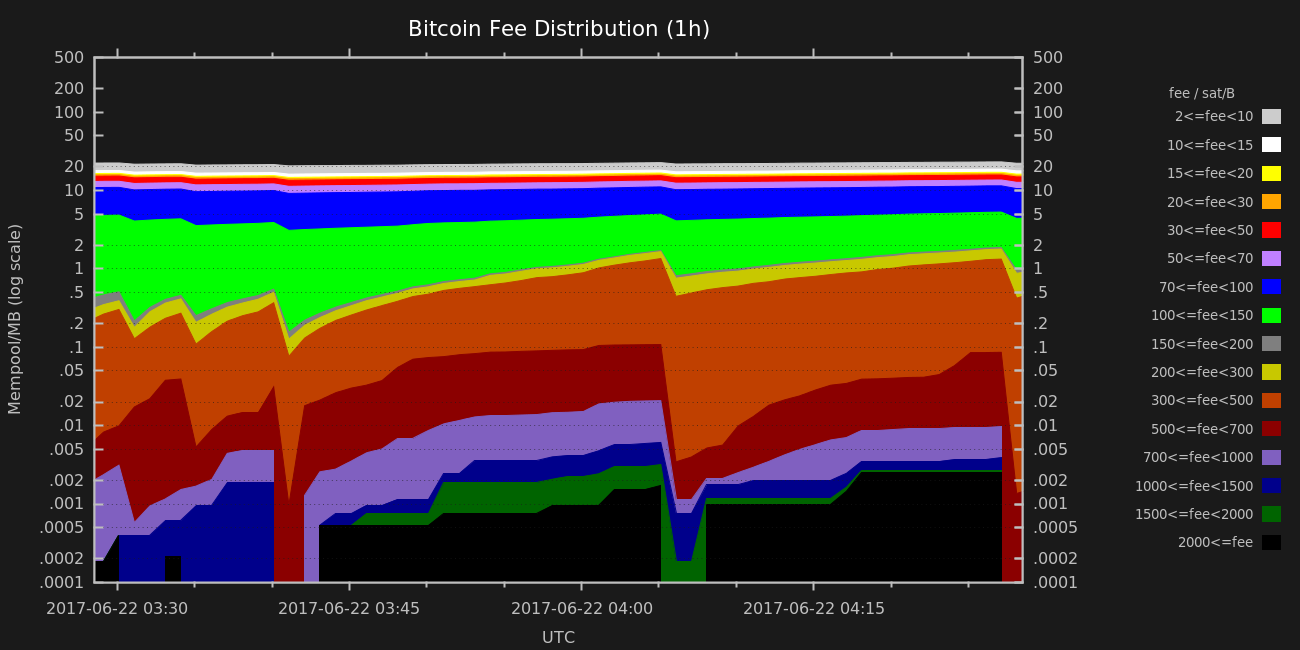 Bitcoin Fee Distribution (1h)
Mempool/MB (log scale)
500
200
100
50
20
10
5
2
1
.5
.2
.1
.05
.02
.01
.005
.002
.001
.0005
.0002
.0001
500
200
100
50
20
10
5
2
1
.5
.2
.1
.05
.02
.01
.005
.002
.001
.0005
.0002
.0001
2017-06-22 03:30
2017-06-22 03:45
2017-06-22 04:00
2017-06-22 04:15
UTC
fee / sat/B
2<=fee<10
10<=fee<15
15<=fee<20
20<=fee<30
30<=fee<50
50<=fee<70
70<=fee<100
100<=fee<150
150<=fee<200
200<=fee<300
300<=fee<500
500<=fee<700
700<=fee<1000
1000<=fee<1500
1500<=fee<2000
2000<=fee